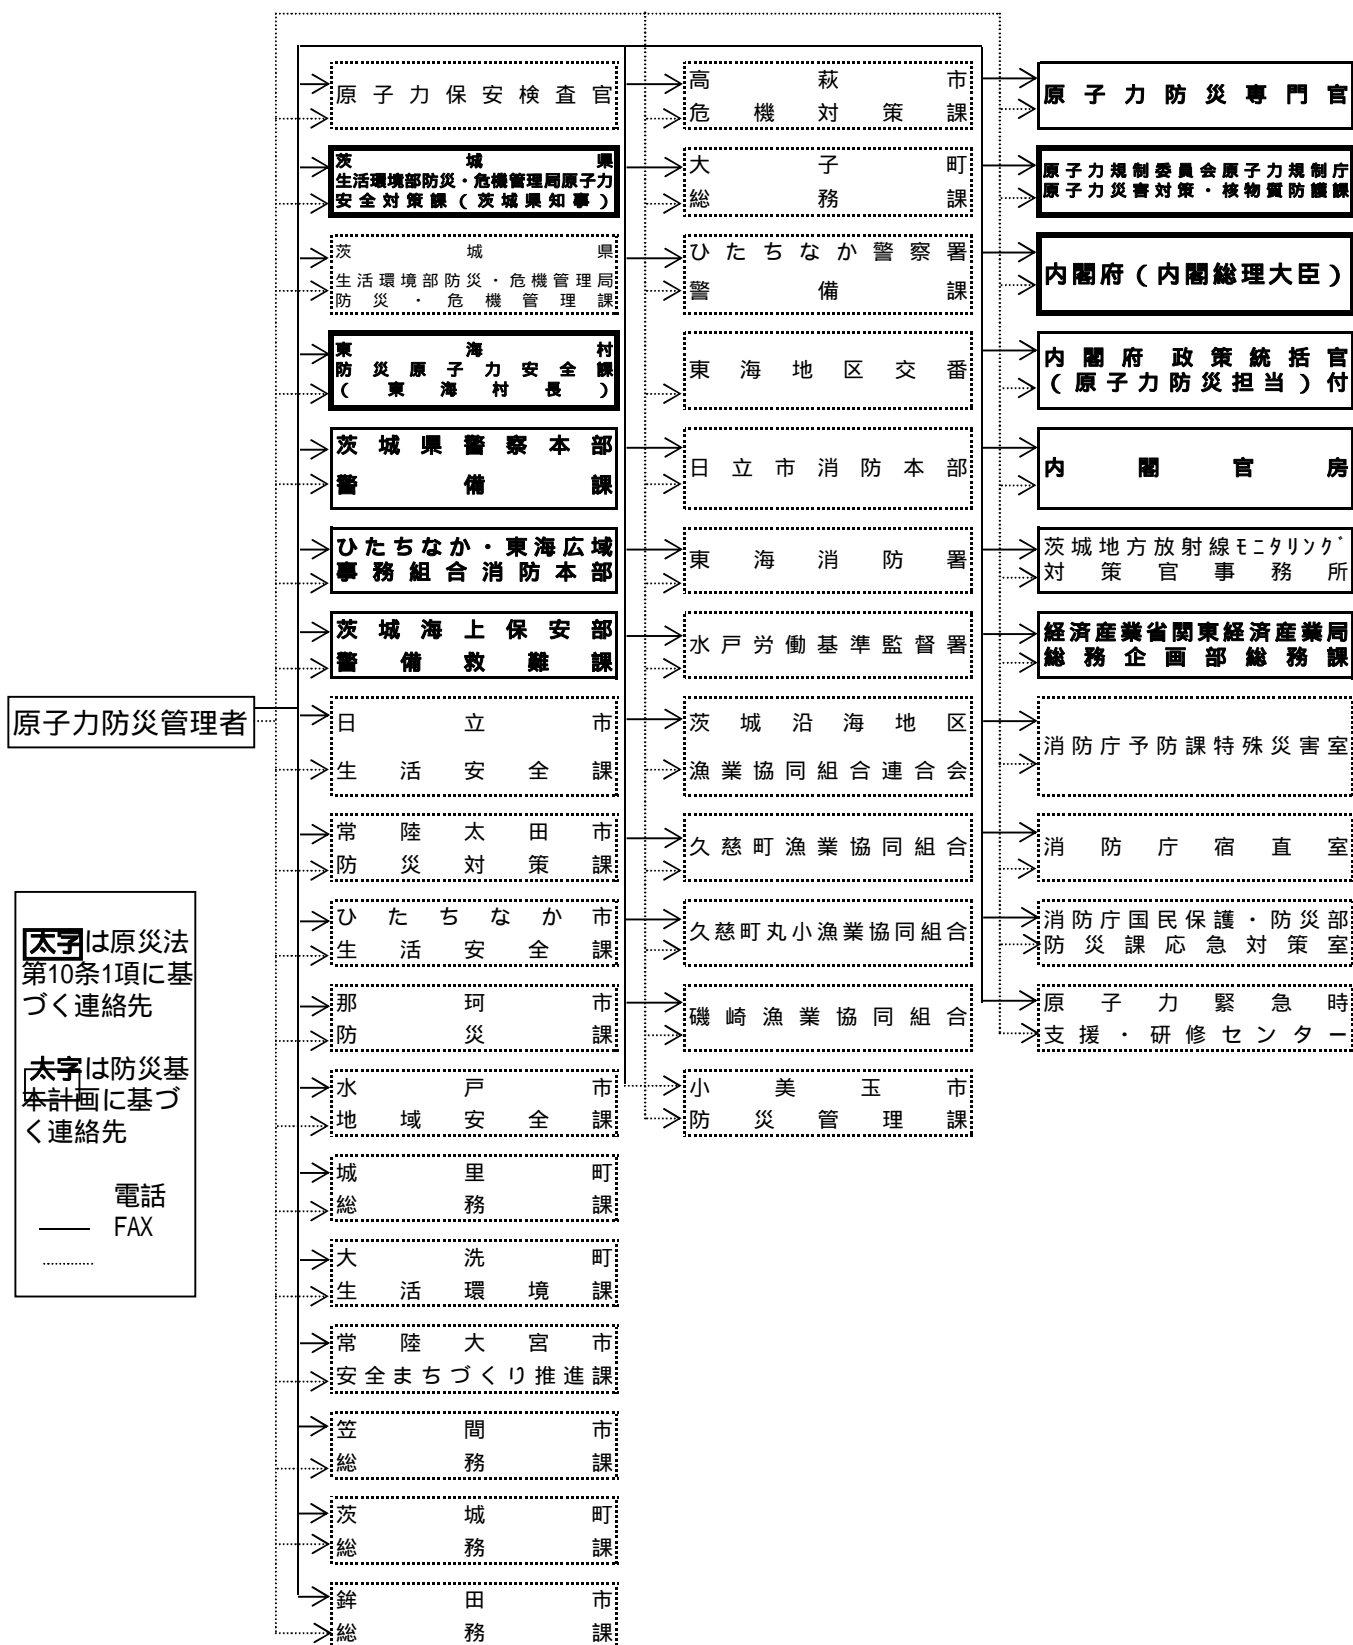 原子力防災管理者
太字は原災法
第10条1項に基
づく連絡先
太字は防災基
本計画に基づ
く連絡先
電話
FAX
原子力保安検査官
茨城県
生活環境部防災・危機管理局原子力
安全対策課(茨城県知事)
茨城県
生活環境部防災・危機管理局
防災・危機管理課
東海村
防災原子力安全課
(東海村長)
茨城県警察本部
警備課
ひたちなか・東海広域
事務組合消防本部
茨城海上保安部
警備救難課
日立市
生活安全課
常陸太田市
防災対策課
ひたちなか市
生活安全課
那珂市
防災課
水戸市
地域安全課
城里町
総務課
大洗町
生活環境課
常陸大宮市
安全まちづくり推進課
笠間市
総務課
茨城町
総務課
鉾田市
総務課
高萩市
危機対策課
大子町
総務課
ひたちなか警察署
警備課
東海地区交番
日立市消防本部
東海消防署
水戸労働基準監督署
茨城沿海地区
漁業協同組合連合会
久慈町漁業協同組合
久慈町丸小漁業協同組合
磯崎漁業協同組合
小美玉市
防災管理課
原子力防災専門官
原子力規制委員会原子力規制庁
原子力災害対策・核物質防護課
内閣府(内閣総理大臣)
内閣府政策統括官
(原子力防災担当)付
内閣官房
茨城地方放射線ﾓﾆﾀﾘﾝｸﾞ
対策官事務所
経済産業省関東経済産業局
総務企画部総務課
消防庁予防課特殊災害室
消防庁宿直室
消防庁国民保護・防災部
防災課応急対策室
原子力緊急時
支援・研修センター